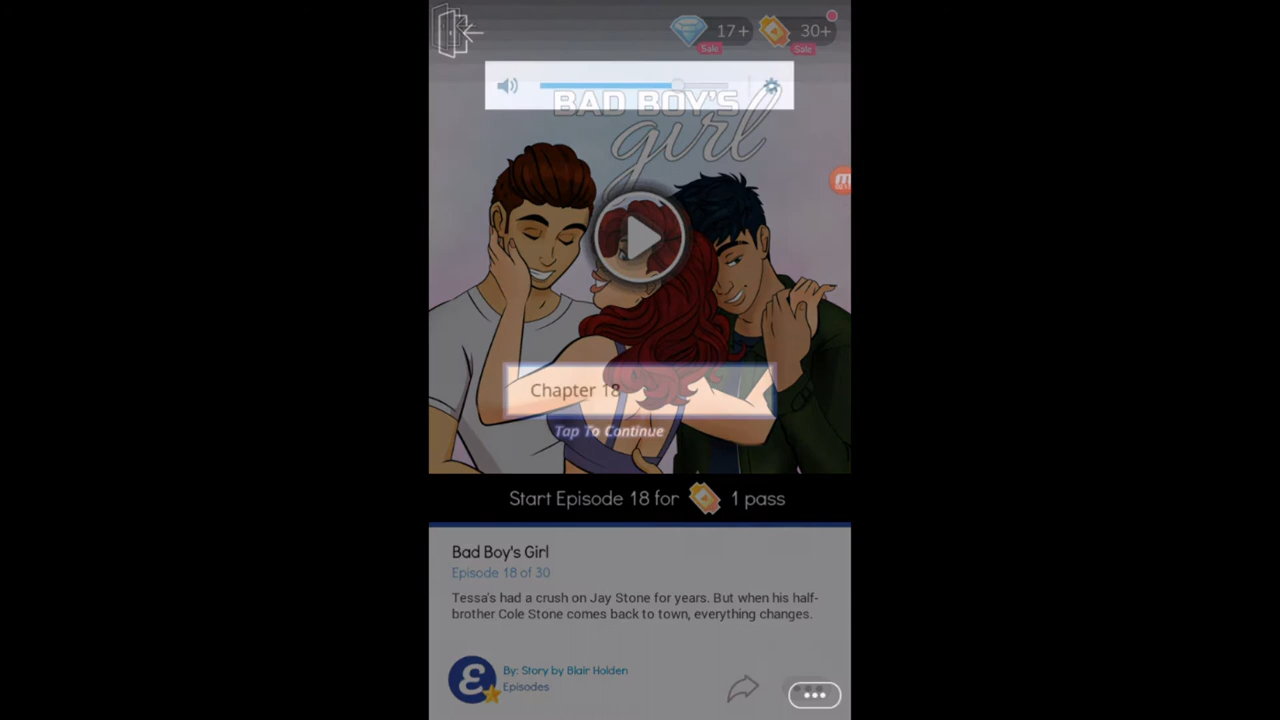 17+
30+
Sale
Sale
BAD BOY'S
girl
Chapter 18
Tap To Continue
Start Episode 18 for 1 pass
Bad Boy's Girl
Episode 18 of 30
Tessa's had a crush on Jay Stone for years. But when his half-
brother Cole Stone comes back to town, everything changes.
By: Story by Blair Holden
Episodes